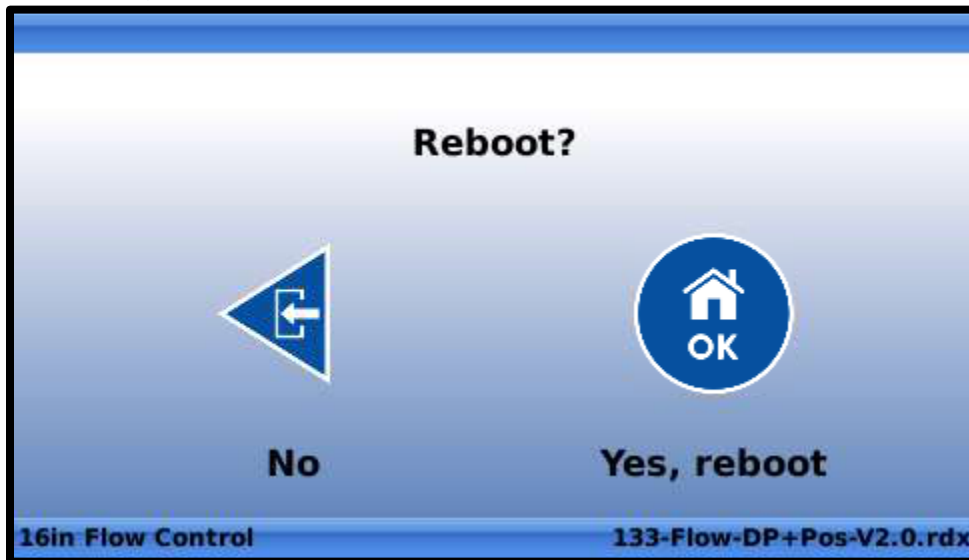 Reboot?
OK
No
Yes, reboot
16in Flow Control
133-Flow-DP+Pos-V2.0.rdx